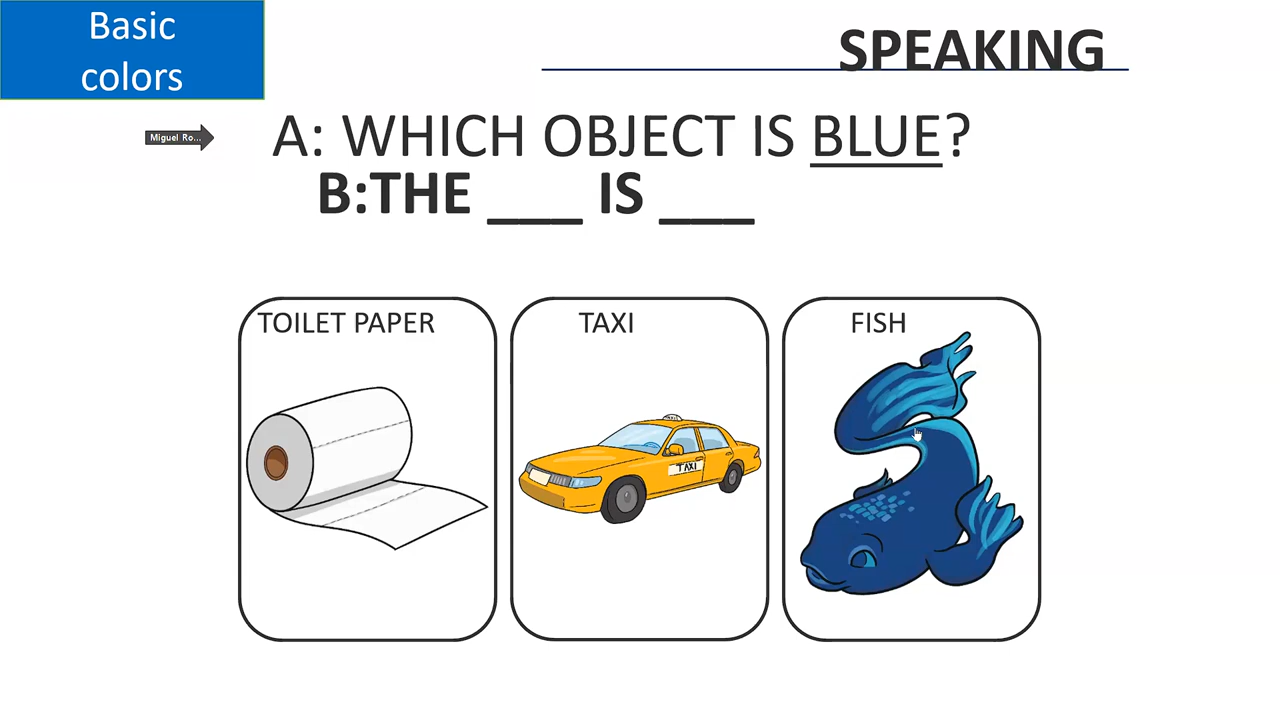 Basic
colors
SPEAKING
Miguel Ro...
A: WHICH OBJECT IS BLUE?
B:THE ___ IS ___
TOILET PAPER
TAXI
FISH
TAXI